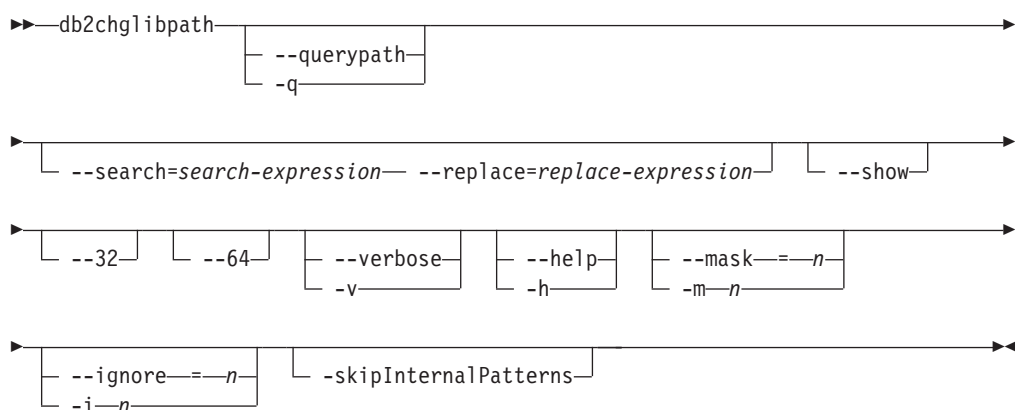 db2chglibpath
--querypath
-q
--search=search-expression --replace=replace-expression --show
--32 --64 --verbose --help --mask = n
-v -h -m n
--ignore = n -skipInternalPatterns
-i n